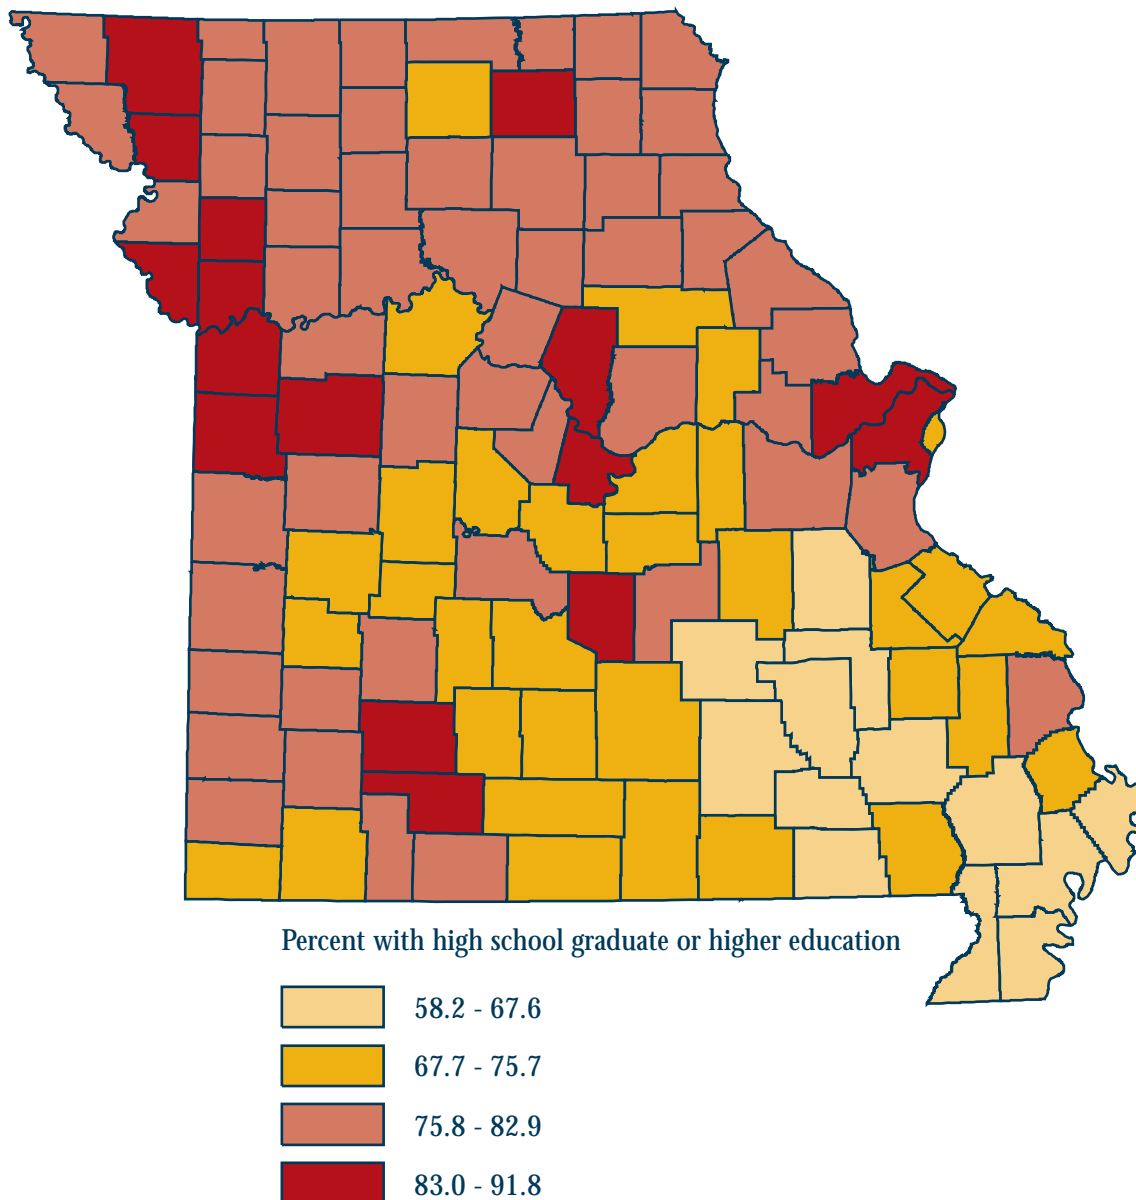 Percent with high school graduate or higher education
58.2 - 67.6
67.7 - 75.7
75.8 - 82.9
83.0 - 91.8